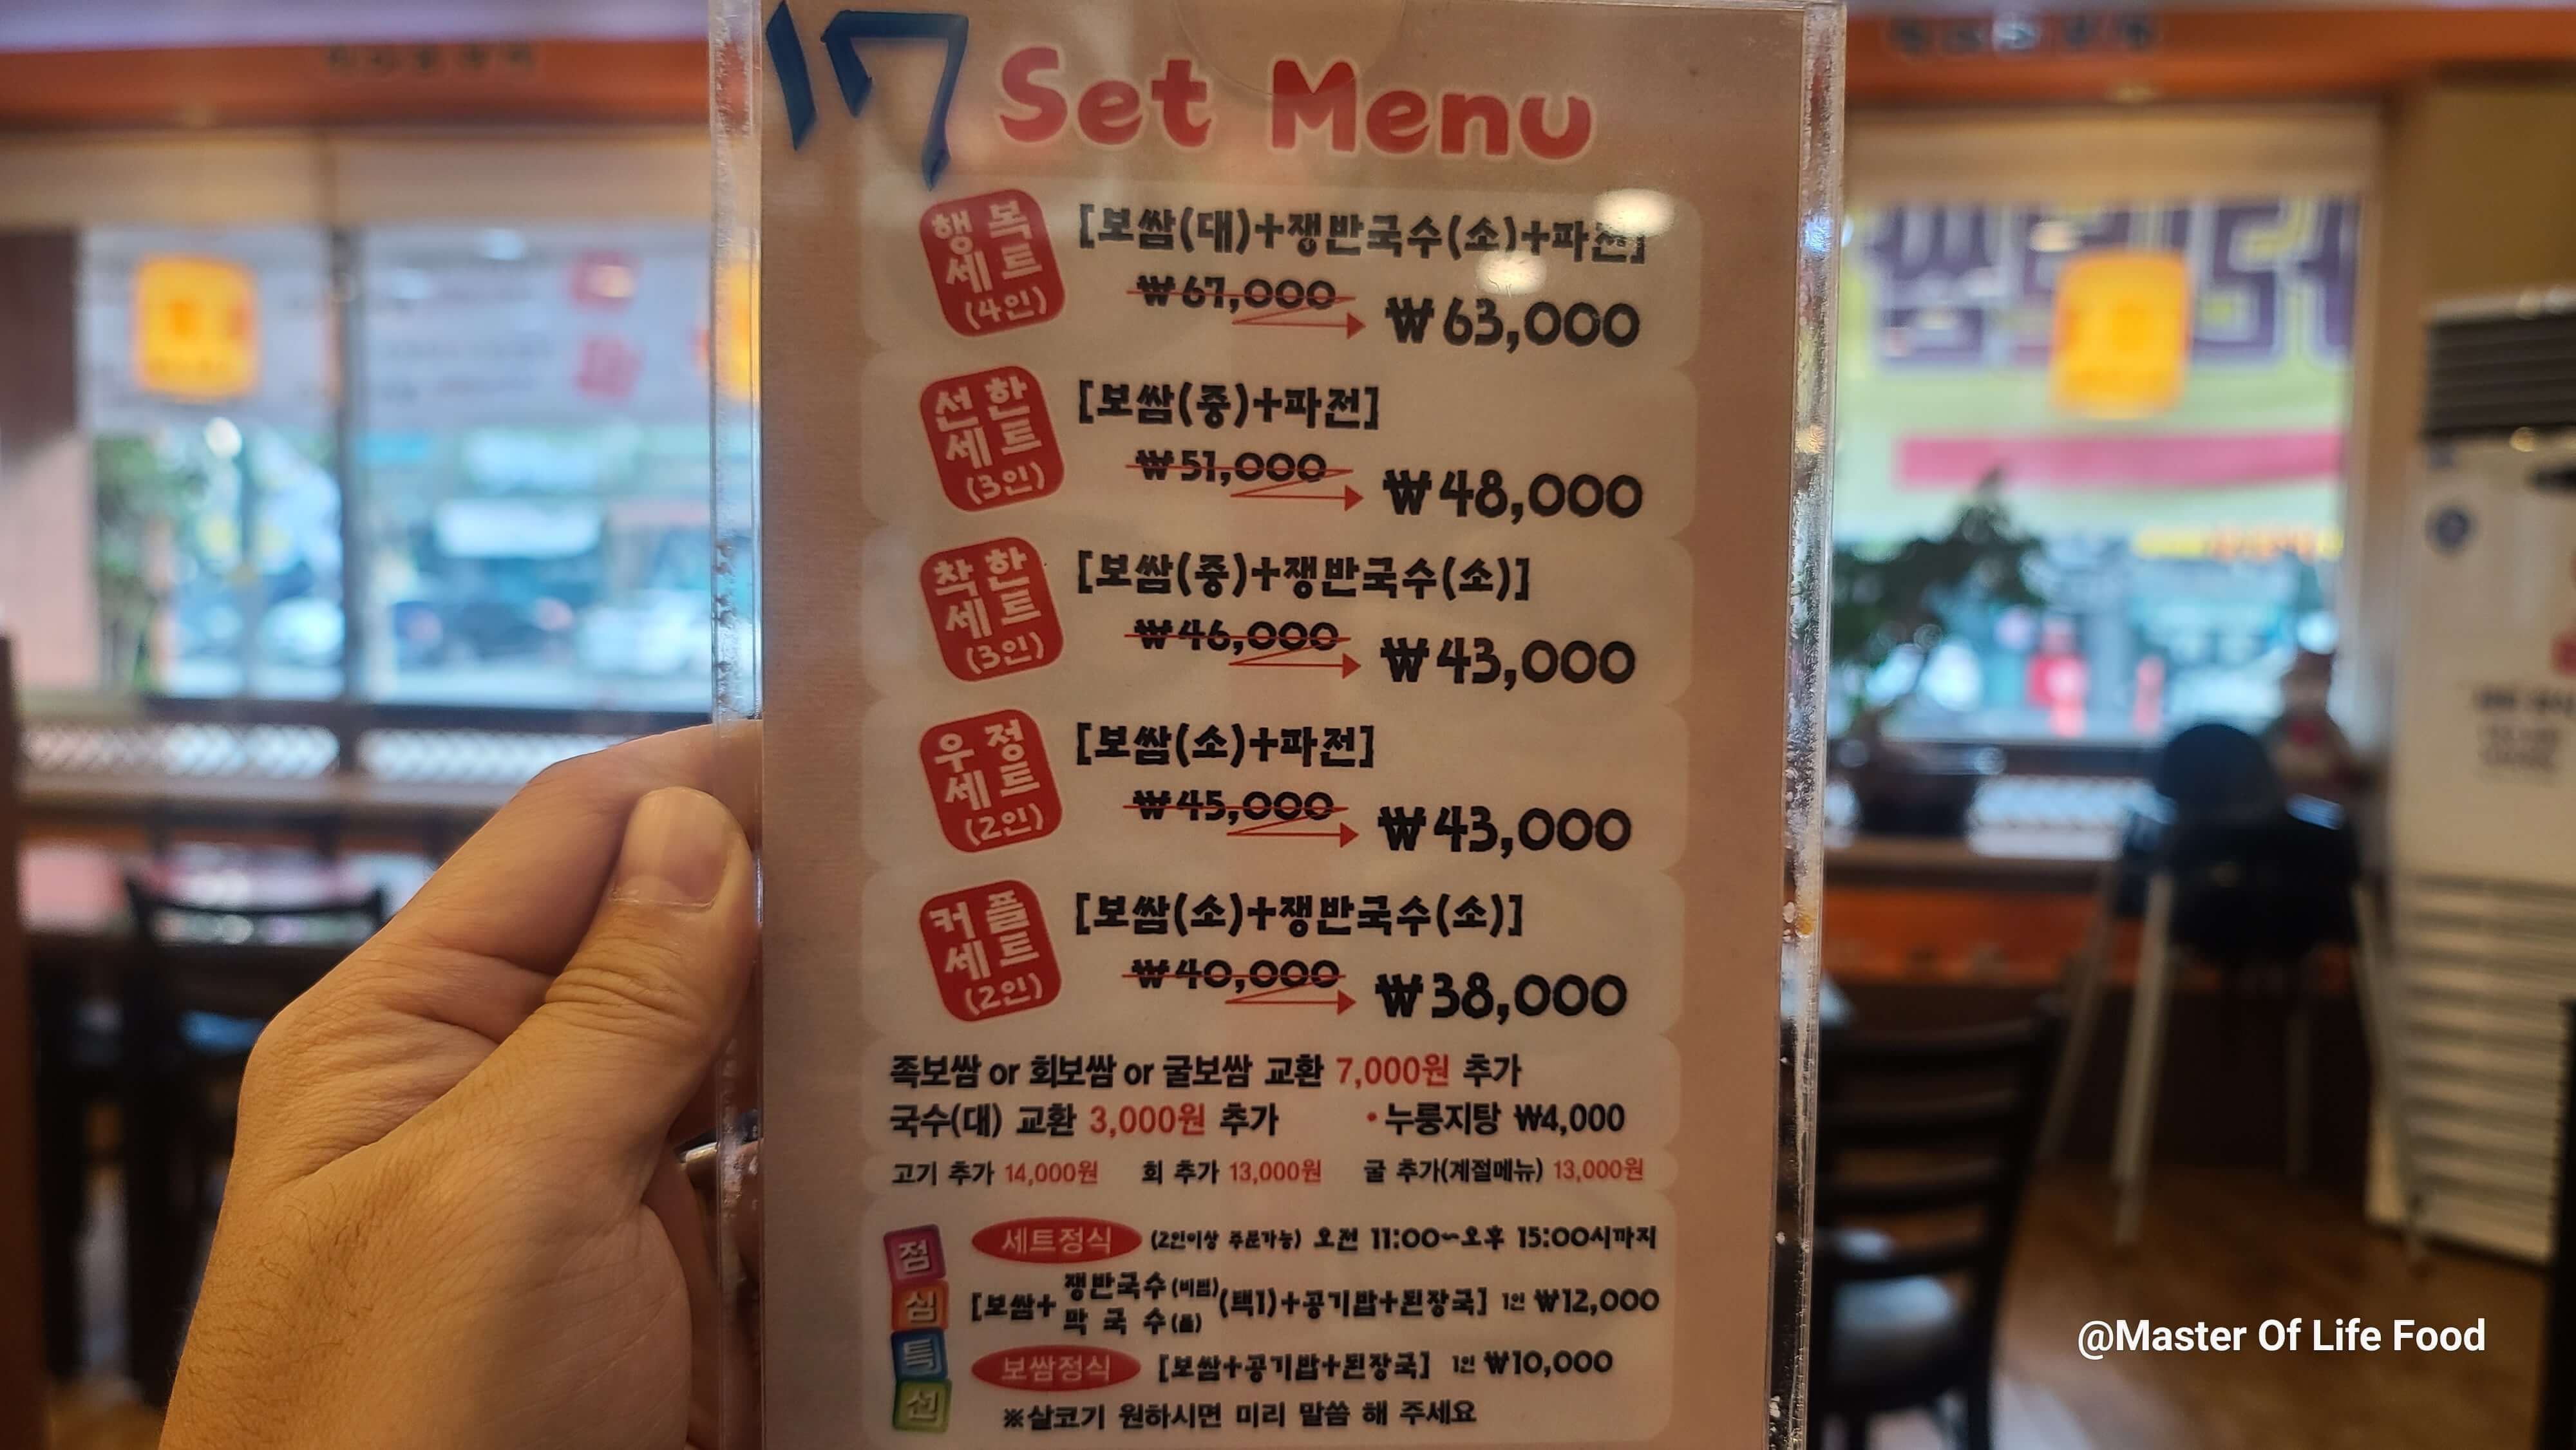 17
Set Menu
행복
세트
(4인)
[보쌈(대)+쟁반국수(소)+파전]
₩67,000
₩63,000
선한
세트
(3인)
[보쌈(중)+파전]
₩51,000
₩48,000
착한
세트
(3인)
[보쌈(중)+쟁반국수(소)]
₩46,000
₩43,000
우정
세트
(2인)
[보쌈(소)+파전]
₩45,000
₩43,000
커플
세트
(2인)
[보쌈(소)+쟁반국수(소)]
₩40,000
₩38,000
족보쌈 or 회보쌈 or 굴보쌈 교환 7,000원 추가
국수(대) 교환 3,000원 추가 •누룽지탕 ₩4,000
고기 추가 14,000원 회 추가 13,000원 굴 추가(계절메뉴) 13,000원
점심특선
세트정식 (2인이상 주문가능) 오전 11:00~오후 15:00시까지
[보쌈+쟁반국수(비빔)
막국수(물)
(택1)+공기밥+된장국] 1인 ₩12,000
보쌈정식 [보쌈+공기밥+된장국] 1인 ₩10,000
※살코기 원하시면 미리 말씀 해 주세요
@Master Of Life Food